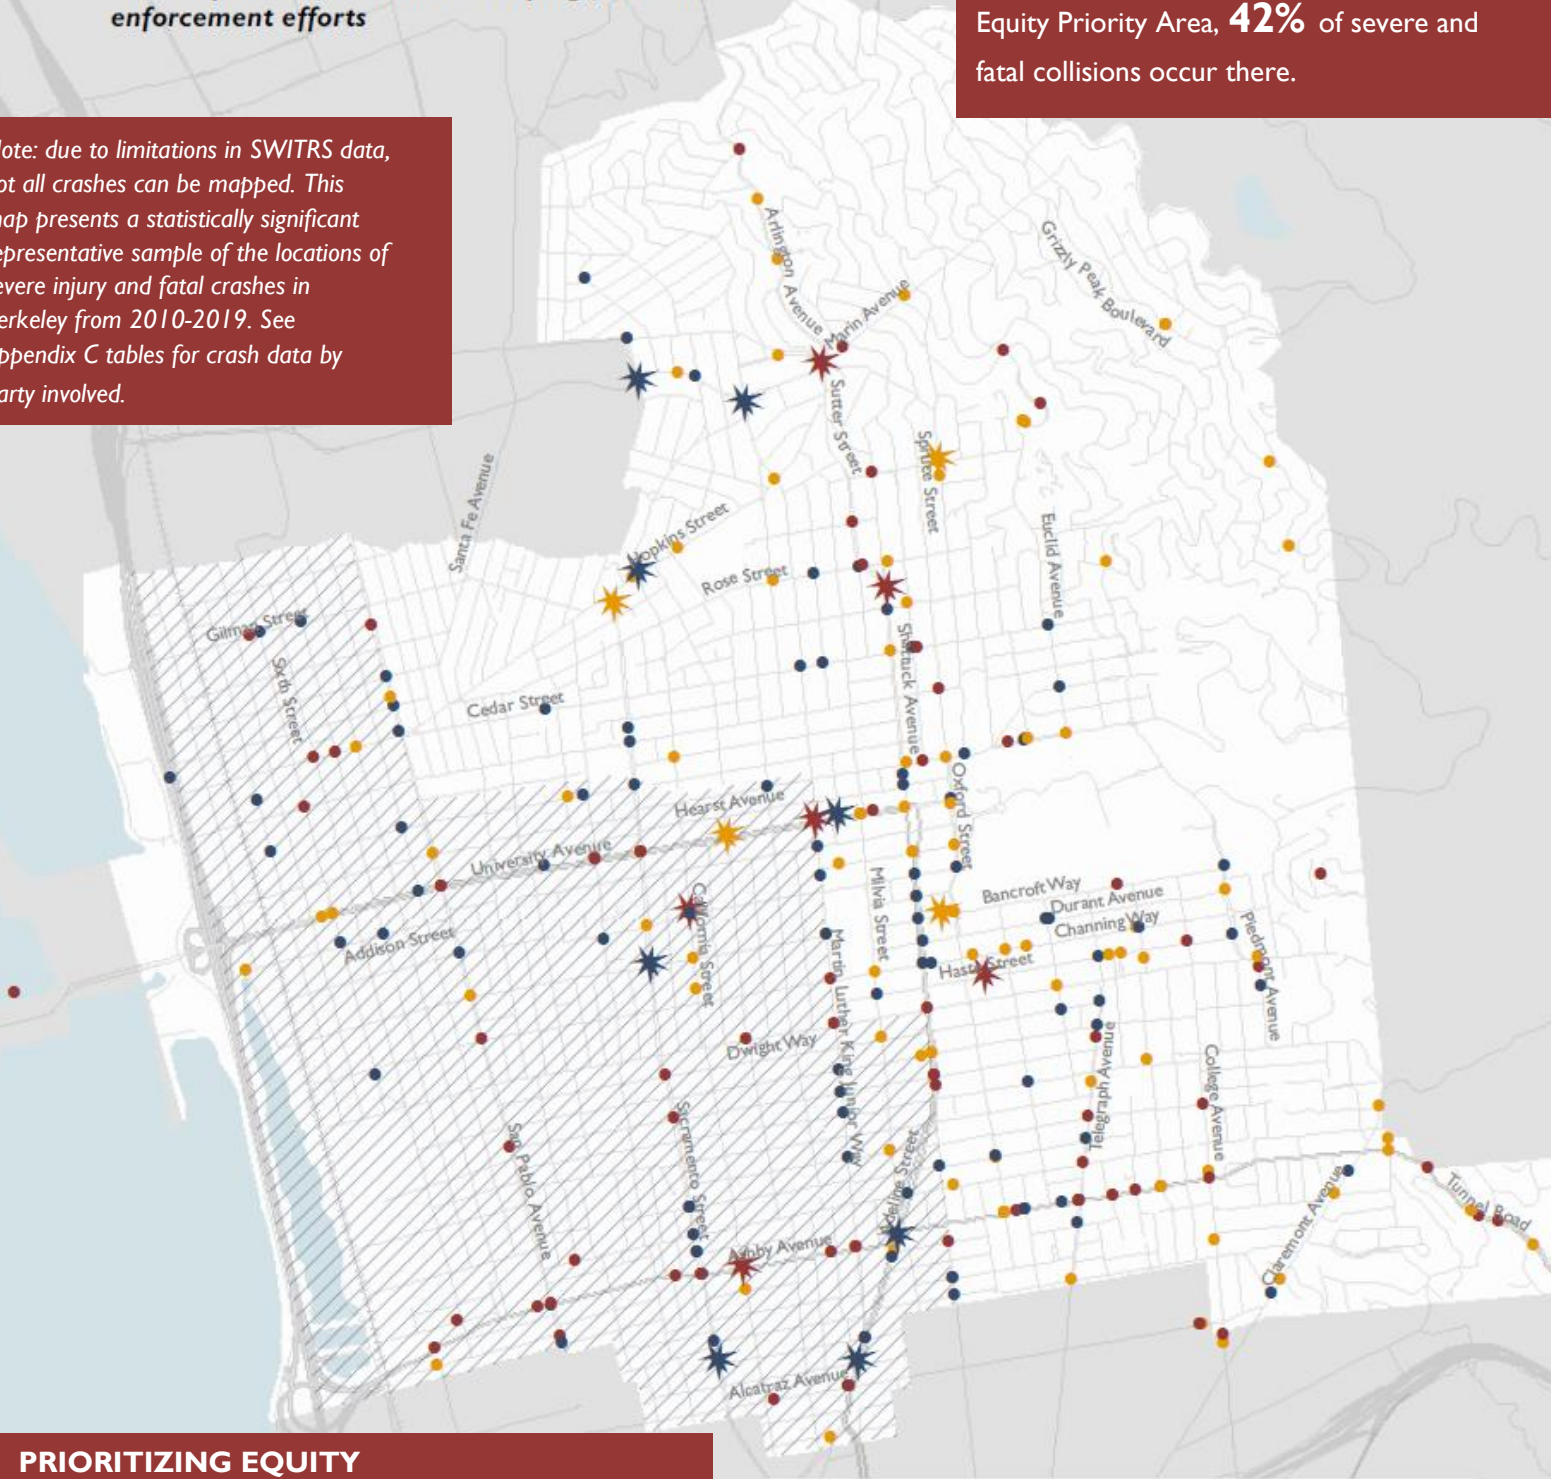 enforcement efforts
Equity Priority Area, 42% of severe and
fatal collisions occur there.
ote: due to limitations in SWITRS data,
ot all crashes can be mapped. This
ap presents a statistically significant
epresentative sample of the locations of
evere injury and fatal crashes in
erkeley from 2010-2019. See
ppendix C tables for crash data by
arty involved.
Arlington Avenue
Marin Avenue
Grizzly Peak Boulevard
Sutter Street
Spruce Street
Santa Fe Avenue
Hopkins Street
Rose Street
Euclid Avenue
Gilman Street
Sixth Street
Shattuck Avenue
Cedar Street
Oxford Street
Hearst Avenue
University Avenue
Milvia Street
California Street
Bancroft Way
Durant Avenue
Channing Way
Addison Street
Martin Luther King Junior Way
Haste Street
Piedmont Avenue
Dwight Way
Telegraph Avenue
College Avenue
Sacramento Street
San Pablo Avenue
Adeline Street
Ashby Avenue
Claremont Avenue
Tunnel Road
Alcatraz Avenue
PRIORITIZING EQUITY